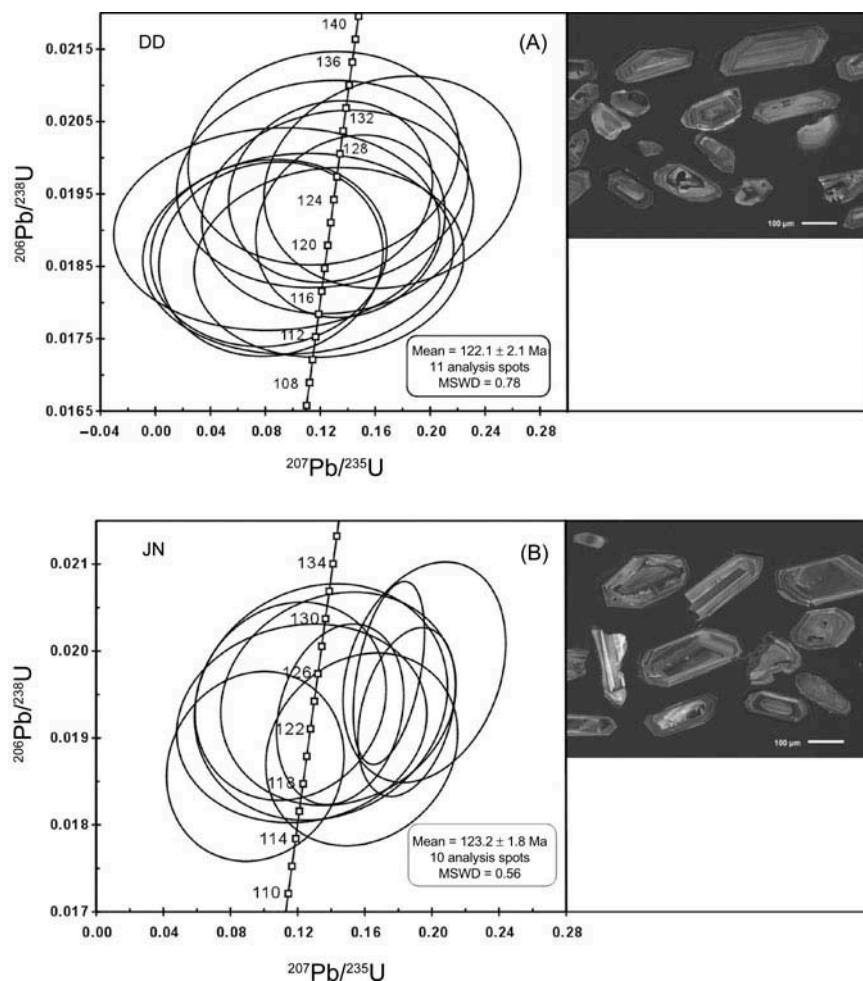 DD
(A)
0.0215
0.0205
0.0195
0.0185
0.0175
0.0165
²⁰⁶Pb/²³⁸U
140
136
132
128
124
120
116
112
108
Mean = 122.1 ± 2.1 Ma
11 analysis spots
MSWD = 0.78
−0.04 0.00 0.04 0.08 0.12 0.16 0.20 0.24 0.28
²⁰⁷Pb/²³⁵U
100 µm
JN
(B)
0.021
0.020
0.019
0.018
0.017
²⁰⁶Pb/²³⁸U
134
130
126
122
118
114
110
Mean = 123.2 ± 1.8 Ma
10 analysis spots
MSWD = 0.56
0.00 0.04 0.08 0.12 0.16 0.20 0.24 0.28
²⁰⁷Pb/²³⁵U
100 µm